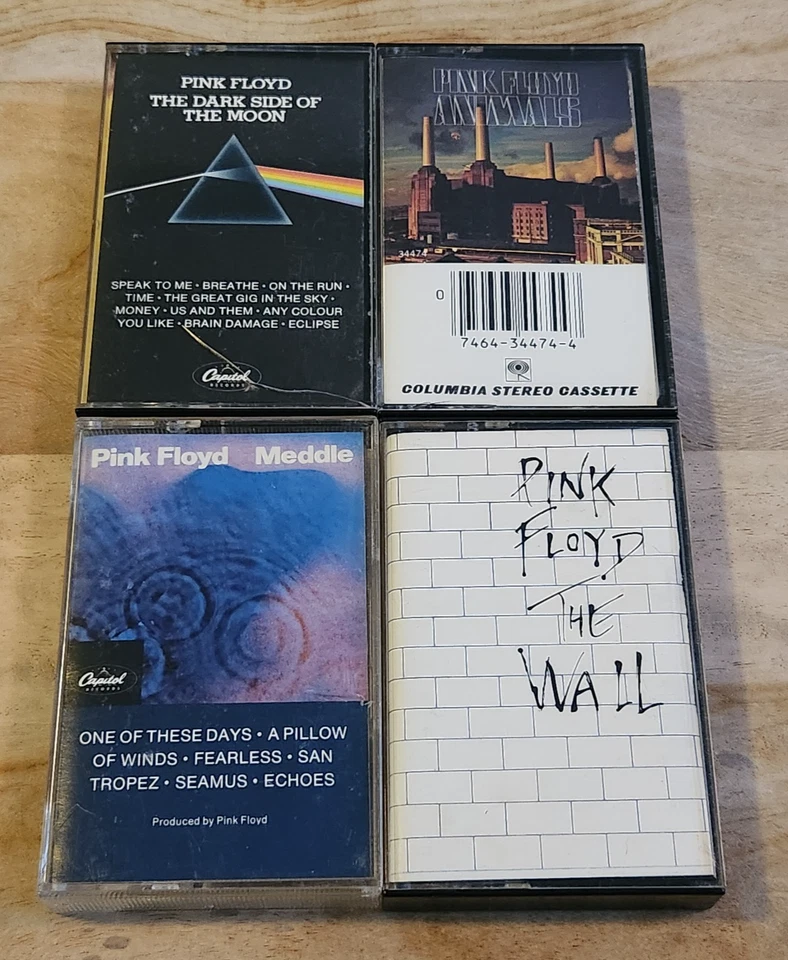 PINK FLOYD
THE DARK SIDE OF
THE MOON
SPEAK TO ME • BREATHE • ON THE RUN •
TIME • THE GREAT GIG IN THE SKY •
MONEY • US AND THEM • ANY COLOUR
YOU LIKE • BRAIN DAMAGE • ECLIPSE
Capitol
RECORDS
PINK FLOYD
ANIMALS
34474
0
7464-34474-4
COLUMBIA STEREO CASSETTE
Pink Floyd Meddle
Capitol
RECORDS
ONE OF THESE DAYS • A PILLOW
OF WINDS • FEARLESS • SAN
TROPEZ • SEAMUS • ECHOES
Produced by Pink Floyd
PINK
FLOYD
THE
WALL